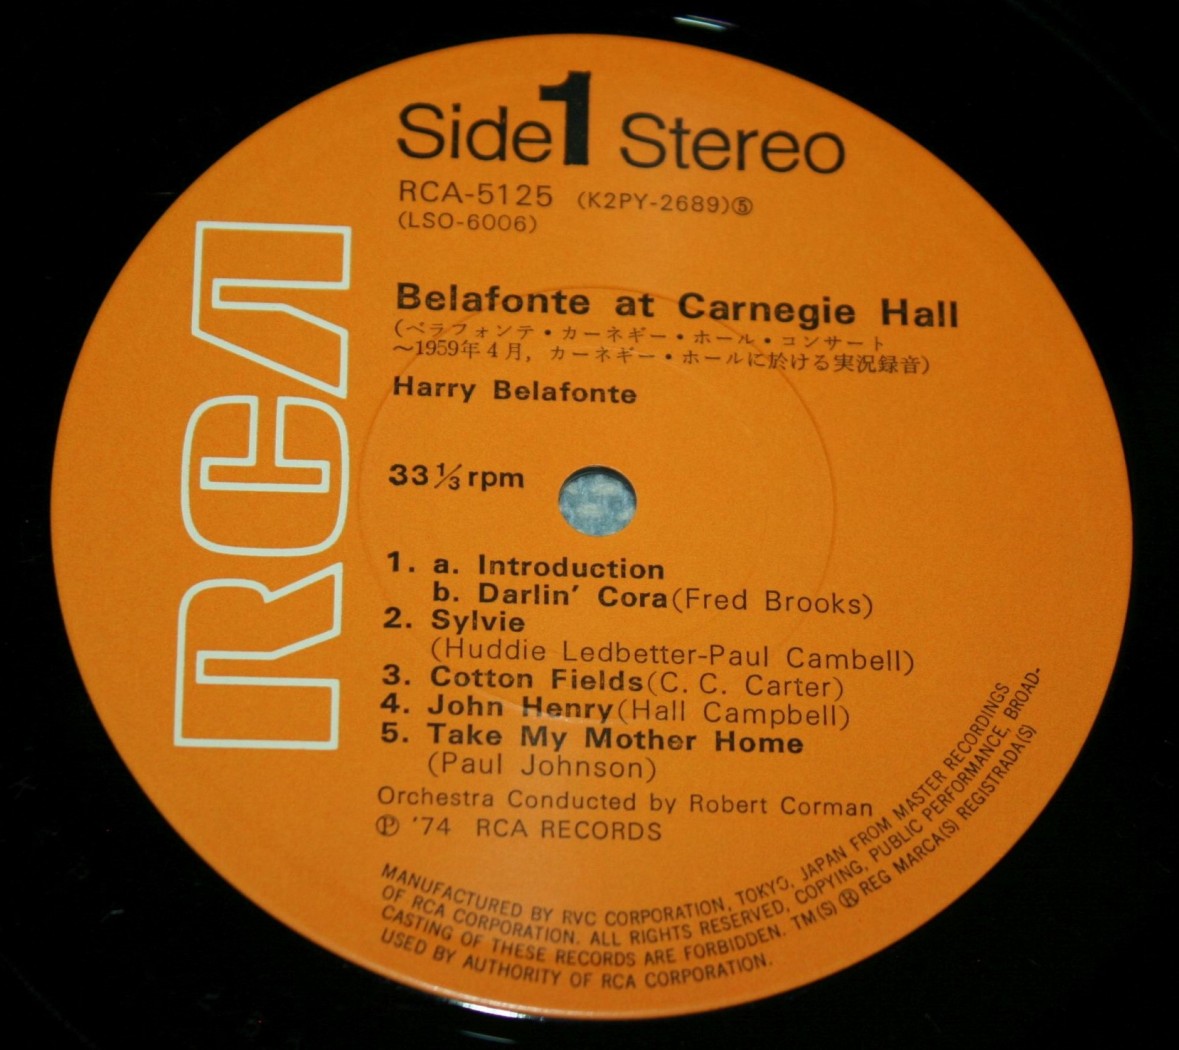 Side 1 Stereo
RCA-5125 (K2PY-2689)⑤
(LSO-6006)
RCA
Belafonte at Carnegie Hall
(ベラフォンテ・カーネギー・ホール・コンサート
～1959年4月, カーネギー・ホールに於ける実況録音)
Harry Belafonte
33 1/3 rpm
1. a. Introduction
b. Darlin' Cora (Fred Brooks)
2. Sylvie
(Huddie Ledbetter-Paul Cambell)
3. Cotton Fields (C. C. Carter)
4. John Henry (Hall Campbell)
5. Take My Mother Home
(Paul Johnson)
Orchestra Conducted by Robert Corman
℗ '74 RCA RECORDS
MANUFACTURED BY RVC CORPORATION, TOKYO, JAPAN FROM MASTER RECORDINGS
OF RCA CORPORATION. ALL RIGHTS RESERVED. COPYING, PUBLIC PERFORMANCE, BROAD-
CASTING OF THESE RECORDS ARE FORBIDDEN. TM(S) ® REG MARCA(S) REGISTRADA(S)
USED BY AUTHORITY OF RCA CORPORATION.